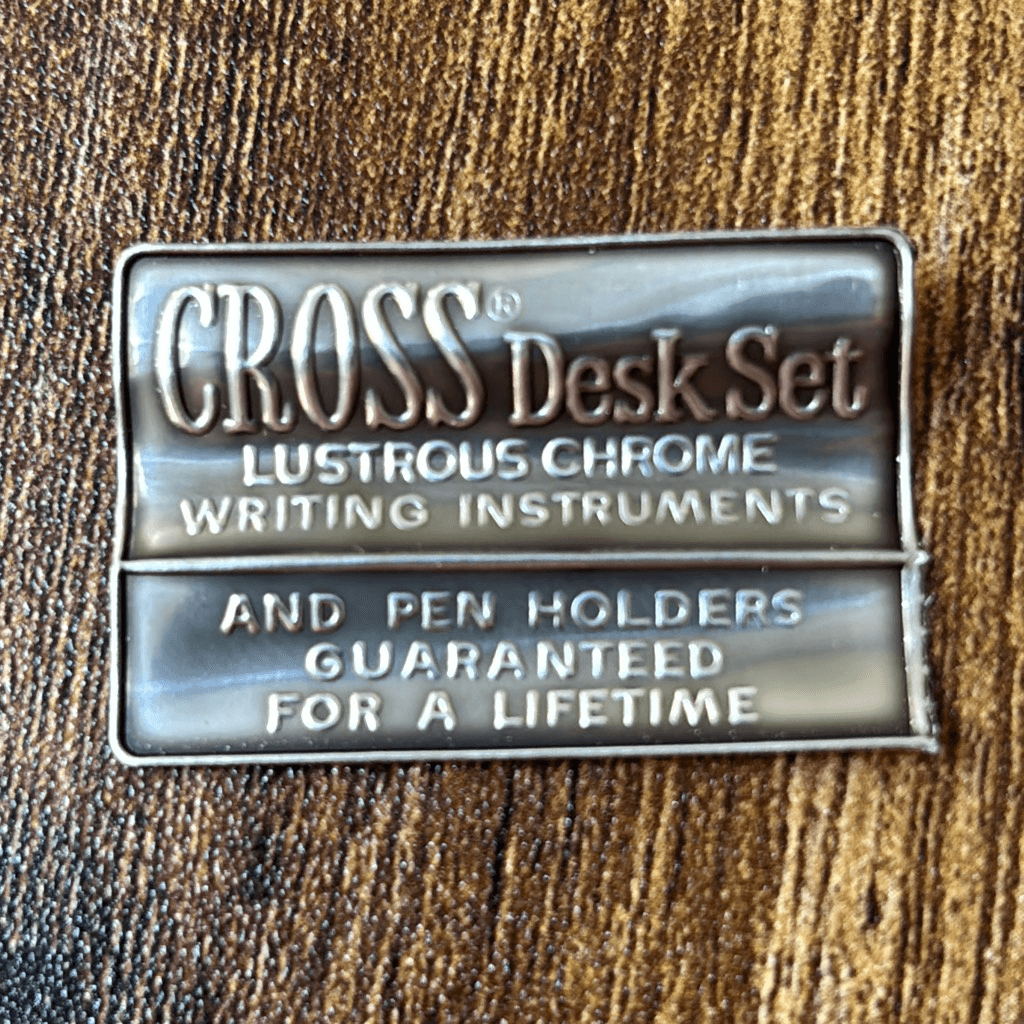 CROSS® Desk Set
LUSTROUS CHROME
WRITING INSTRUMENTS
AND PEN HOLDERS
GUARANTEED
FOR A LIFETIME